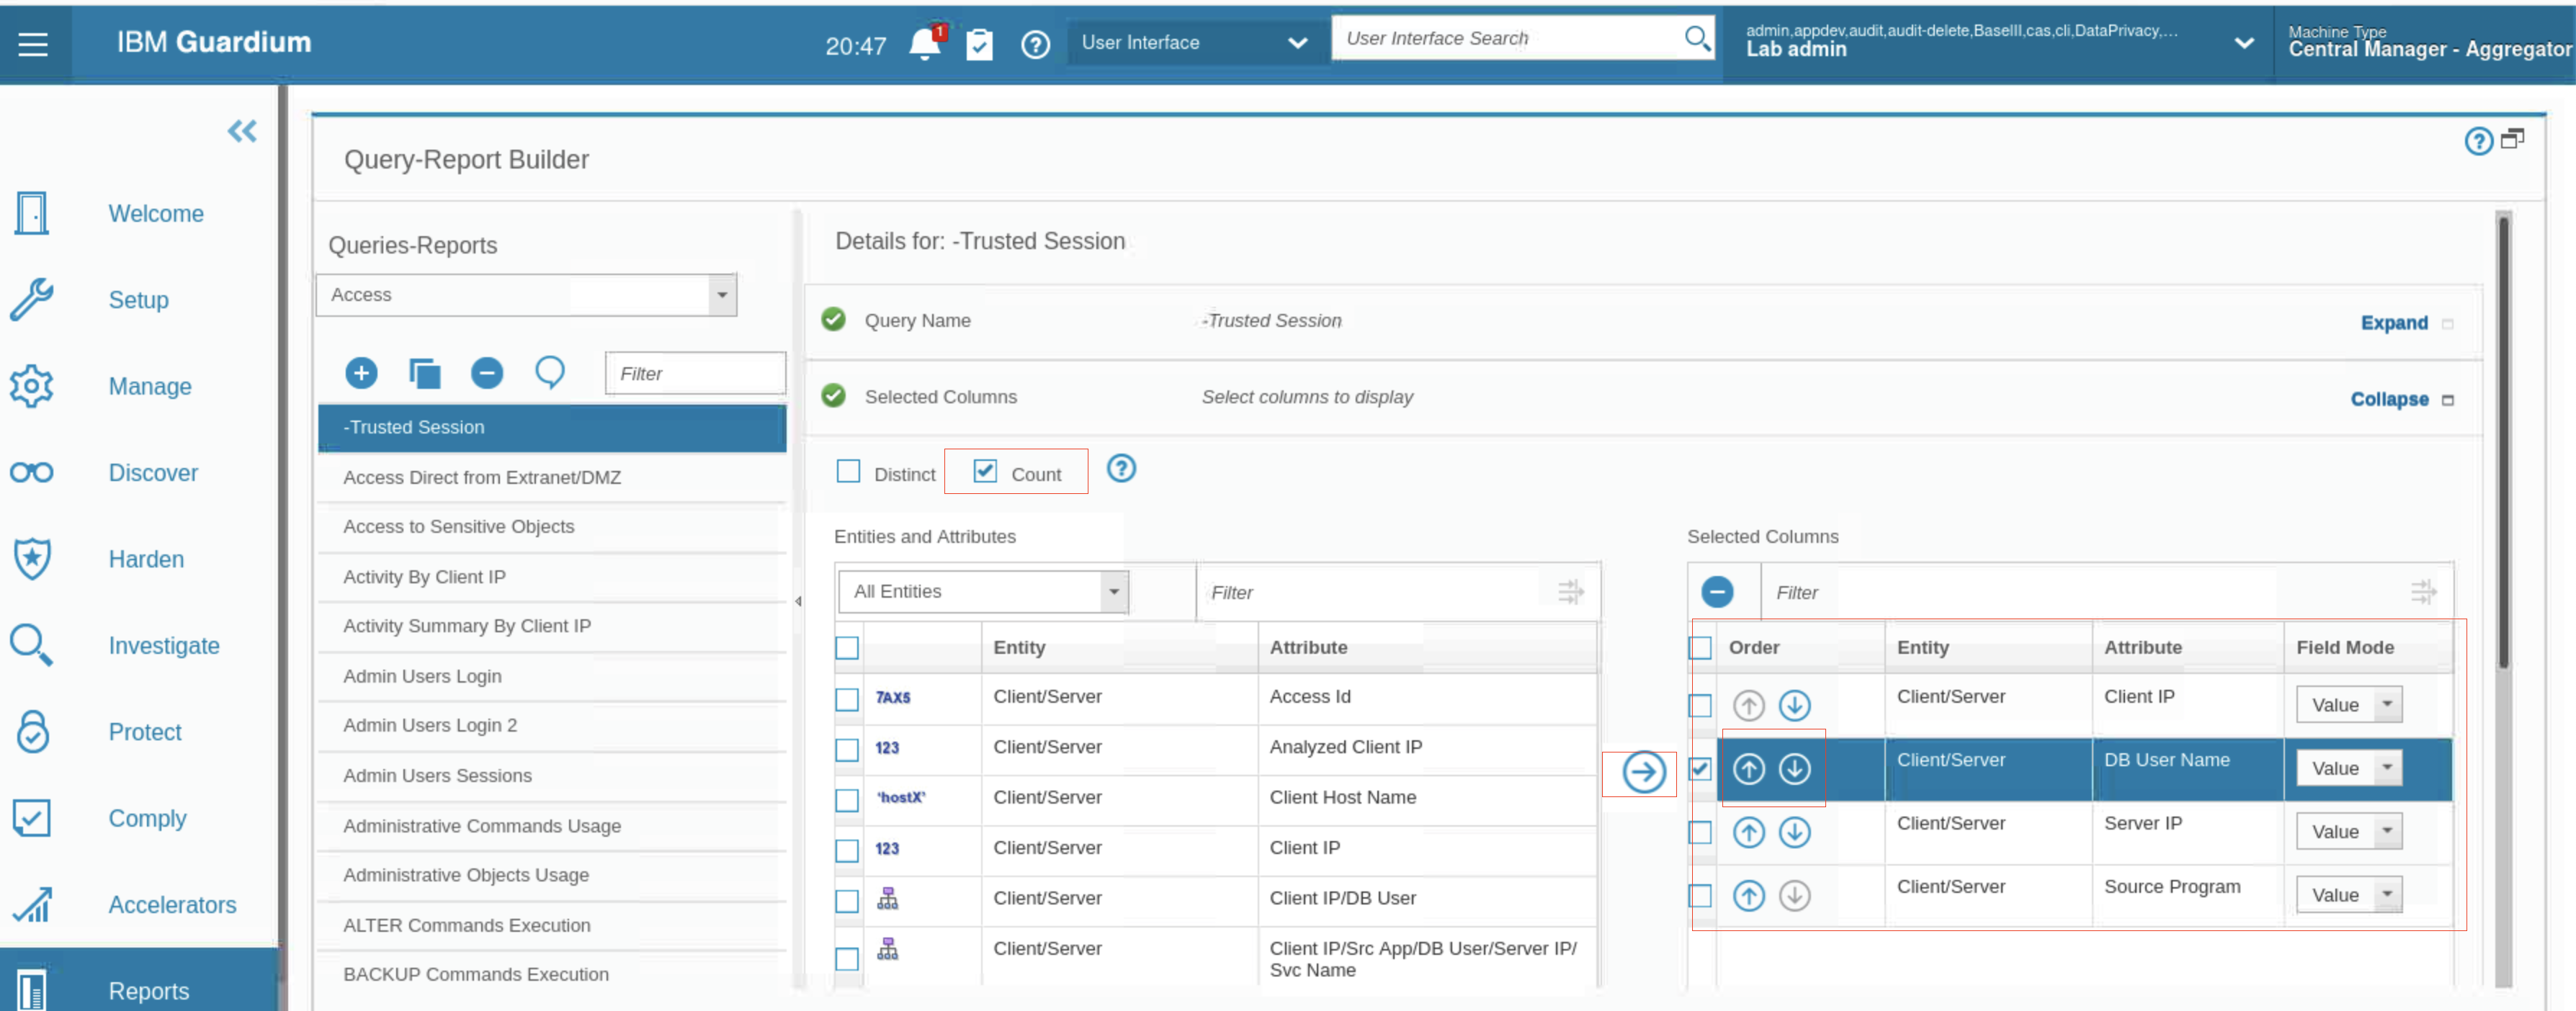 IBM Guardium
20:47
1
User Interface
User Interface Search
admin,appdev,audit,audit-delete,BaselII,cas,cli,DataPrivacy,...
Lab admin
Machine Type
Central Manager - Aggregator
Welcome
Setup
Manage
Discover
Harden
Investigate
Protect
Comply
Accelerators
Reports
Query-Report Builder
Queries-Reports
Access
Filter
-Trusted Session
Access Direct from Extranet/DMZ
Access to Sensitive Objects
Activity By Client IP
Activity Summary By Client IP
Admin Users Login
Admin Users Login 2
Admin Users Sessions
Administrative Commands Usage
Administrative Objects Usage
ALTER Commands Execution
BACKUP Commands Execution
Details for: -Trusted Session
Query Name -Trusted Session Expand
Selected Columns Select columns to display Collapse
Distinct Count
Entities and Attributes
All Entities Filter
Entity Attribute
7AX5 Client/Server Access Id
123 Client/Server Analyzed Client IP
'hostX' Client/Server Client Host Name
123 Client/Server Client IP
Client/Server Client IP/DB User
Client/Server Client IP/Src App/DB User/Server IP/
Svc Name
Selected Columns
Filter
Order Entity Attribute Field Mode
Client/Server Client IP Value
Client/Server DB User Name Value
Client/Server Server IP Value
Client/Server Source Program Value